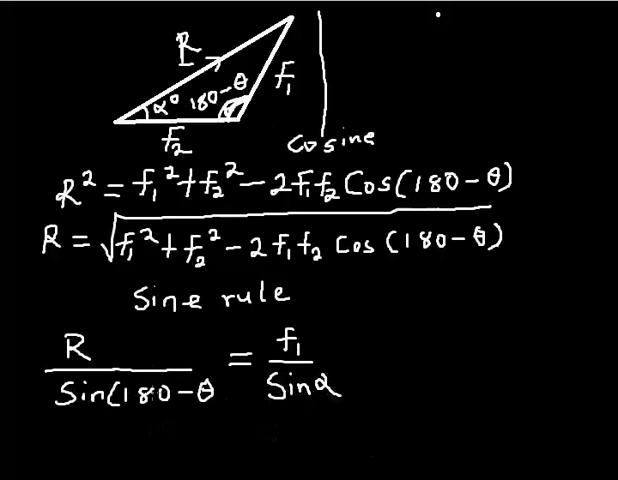 R
α° 180-θ
f₁
f₂
Cosine
R² = f₁² + f₂² - 2f₁f₂ Cos(180-θ)
R = √f₁² + f₂² - 2f₁f₂ Cos (180-θ)
Sine rule
R/Sin(180-θ = f₁/Sinα